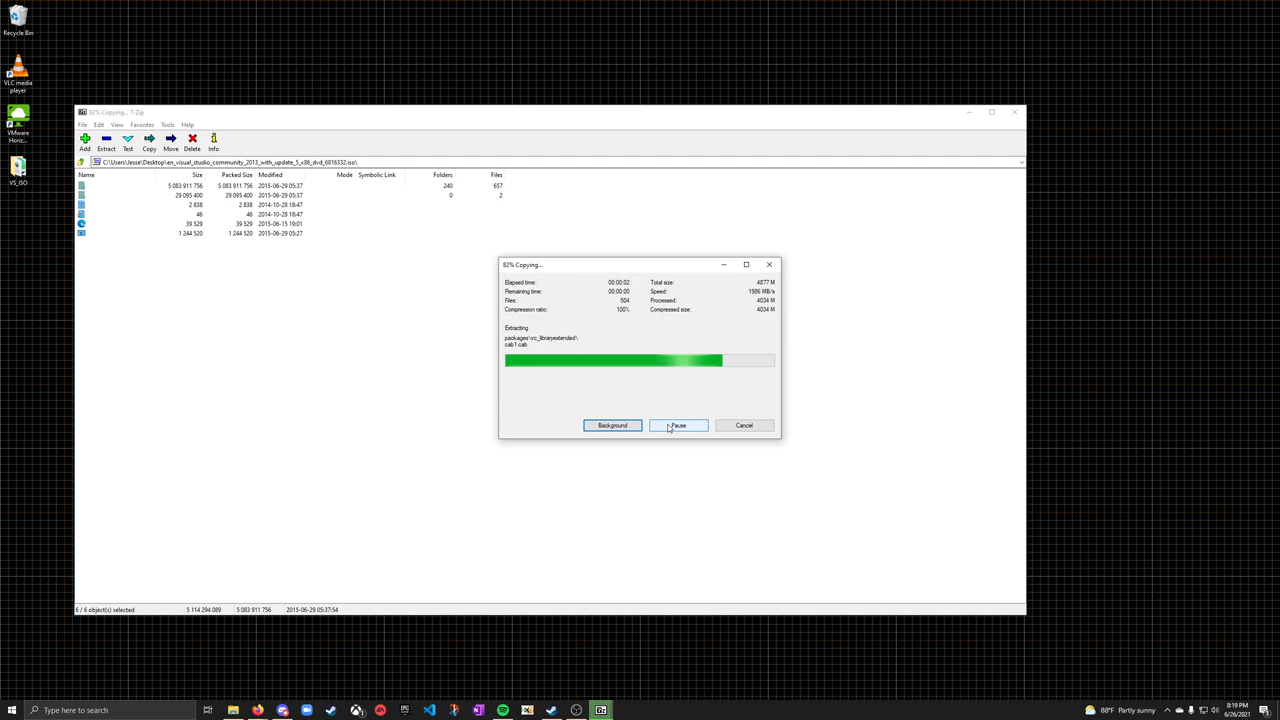 Recycle Bin
VLC media
player
VMware
Horiz...
VS_ISO
82% Copying... 7-Zip
File Edit View Favorites Tools Help
Add Extract Test Copy Move Delete Info
C:\Users\Jesse\Desktop\en_visual_studio_community_2013_with_update_5_x86_dvd_6816332.iso\
Name Size Packed Size Modified Mode Symbolic Link Folders Files
5 083 911 756 5 083 911 756 2015-06-29 05:37 240 657
29 095 400 29 095 400 2015-06-29 05:37 0 2
2 838 2 838 2014-10-28 18:47
46 46 2014-10-28 18:47
39 529 39 529 2015-06-15 19:01
1 244 520 1 244 520 2015-06-29 05:27
82% Copying...
Elapsed time: 00:00:02 Total size: 4877 M
Remaining time: 00:00:00 Speed: 1986 MB/s
Files: 504 Processed: 4034 M
Compression ratio: 100% Compressed size: 4034 M
Extracting
packages\vc_libraryextended\
cab1.cab
Background Pause Cancel
6 / 6 object(s) selected 5 114 294 089 5 083 911 756 2015-06-29 05:37:54
Type here to search
88°F Partly sunny
8:19 PM
6/26/2021